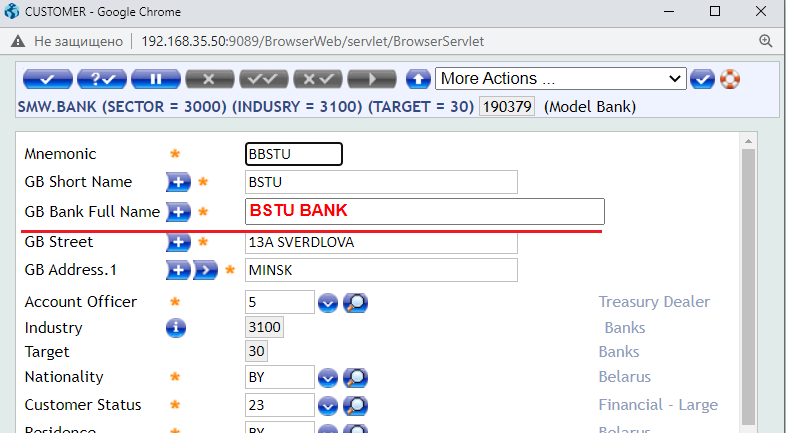 CUSTOMER - Google Chrome
Не защищено 192.168.35.50:9089/BrowserWeb/servlet/BrowserServlet
More Actions ...
SMW.BANK (SECTOR = 3000) (INDUSRY = 3100) (TARGET = 30) 190379 (Model Bank)
Mnemonic * BBSTU
GB Short Name * BSTU
GB Bank Full Name * BSTU BANK
GB Street * 13A SVERDLOVA
GB Address.1 * MINSK
Account Officer * 5 Treasury Dealer
Industry 3100 Banks
Target 30 Banks
Nationality * BY Belarus
Customer Status * 23 Financial - Large
Residence * BY Belarus